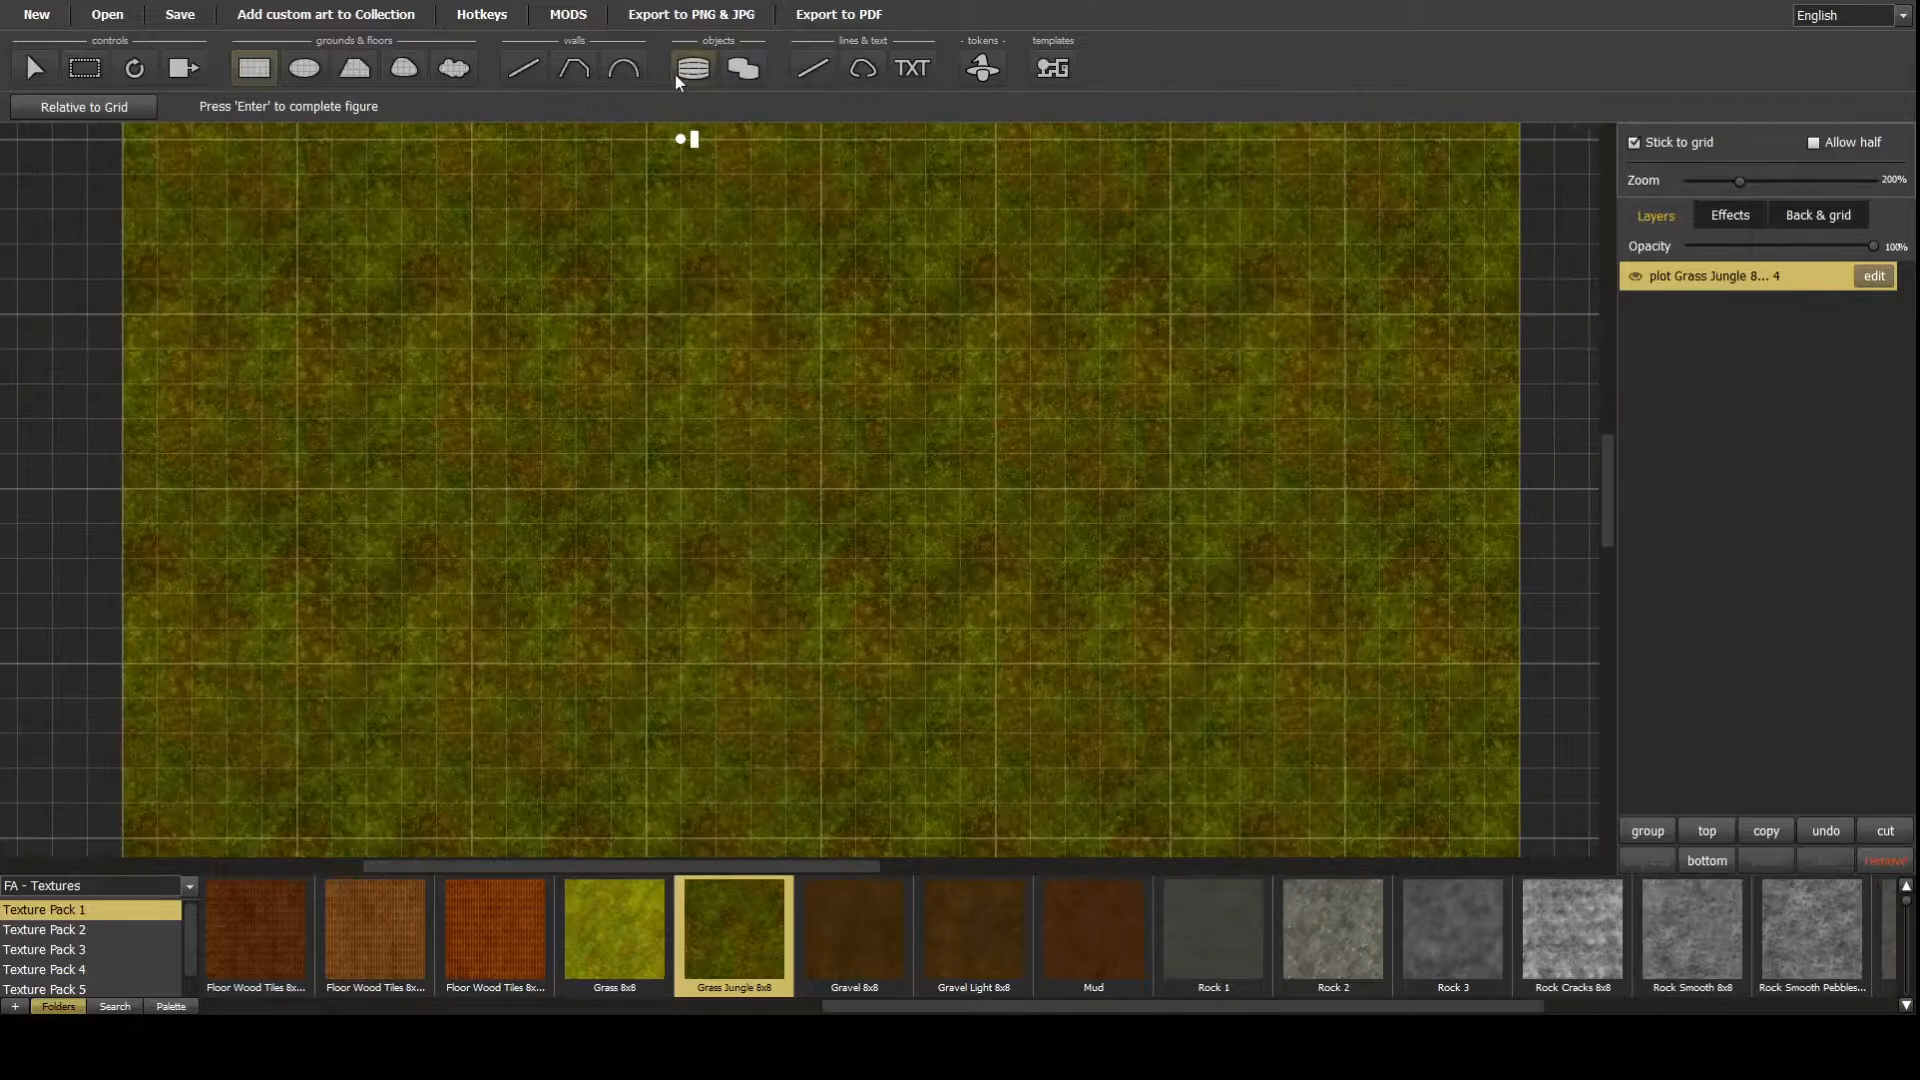 New Open Save Add custom art to Collection Hotkeys MODS Export to PNG & JPG Export to PDF English
controls grounds & floors walls objects lines & text tokens templates
TXT
Relative to Grid Press 'Enter' to complete figure
Stick to grid Allow half
Zoom 200%
Layers Effects Back & grid
Opacity 100%
plot Grass Jungle 8... 4 edit
group top copy undo cut
bottom remove
FA - Textures
Texture Pack 1
Texture Pack 2
Texture Pack 3
Texture Pack 4
Texture Pack 5
Floor Wood Tiles 8x... Floor Wood Tiles 8x... Floor Wood Tiles 8x... Grass 8x8 Grass Jungle 8x8 Gravel 8x8 Gravel Light 8x8 Mud Rock 1 Rock 2 Rock 3 Rock Cracks 8x8 Rock Smooth 8x8 Rock Smooth Pebbles...
+ Folders Search Palette